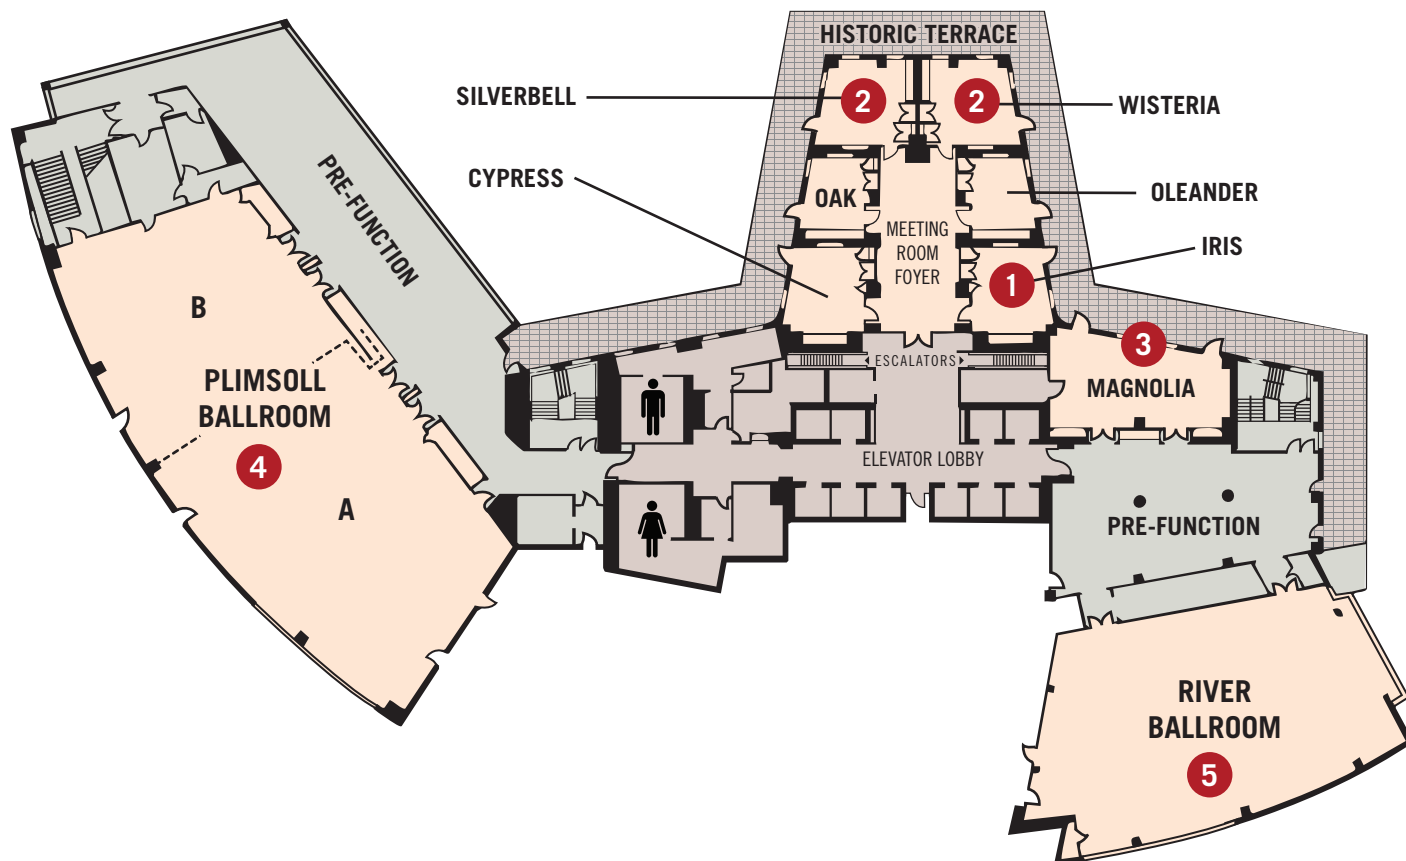 HISTORIC TERRACE
SILVERBELL
2
2
WISTERIA
CYPRESS
OAK
OLEANDER
MEETING
ROOM
FOYER
IRIS
1
PRE-FUNCTION
B
PLIMSOLL
BALLROOM
4
A
ESCALATORS
3
MAGNOLIA
ELEVATOR LOBBY
PRE-FUNCTION
RIVER
BALLROOM
5